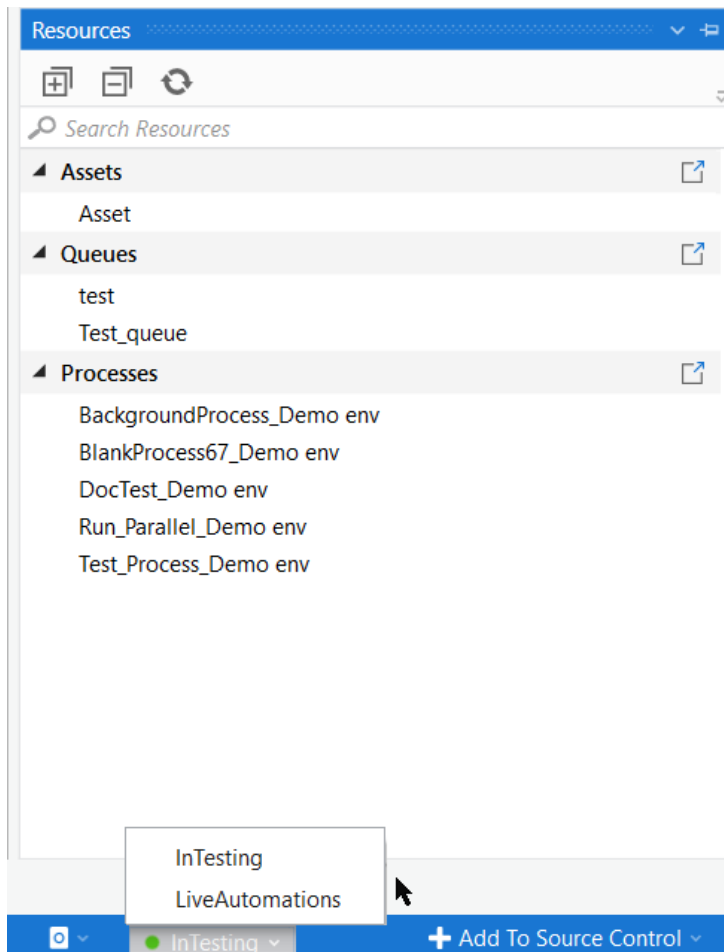 Resources
Search Resources
Assets
Asset
Queues
test
Test_queue
Processes
BackgroundProcess_Demo env
BlankProcess67_Demo env
DocTest_Demo env
Run_Parallel_Demo env
Test_Process_Demo env
InTesting
LiveAutomations
InTesting
Add To Source Control